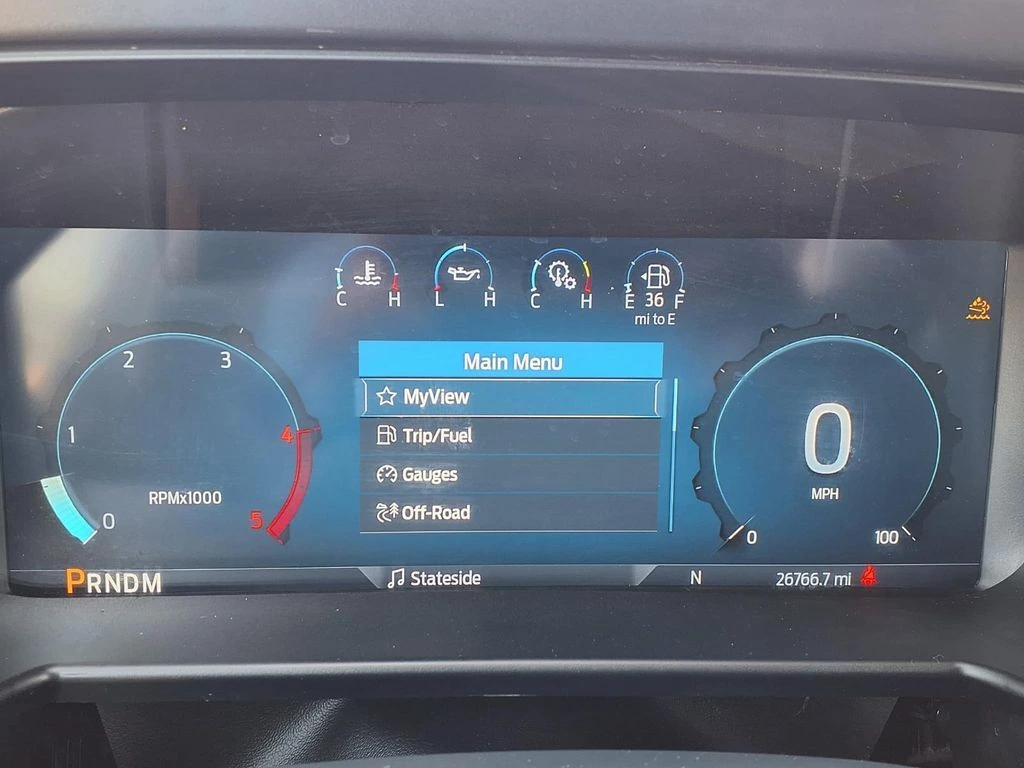 C H
L H
C H
E 36 F
mi to E
Main Menu
MyView
Trip/Fuel
Gauges
Off-Road
0
1
2
3
4
5
RPMx1000
0
MPH
0
100
PRNDM
Stateside
N
26766.7 mi